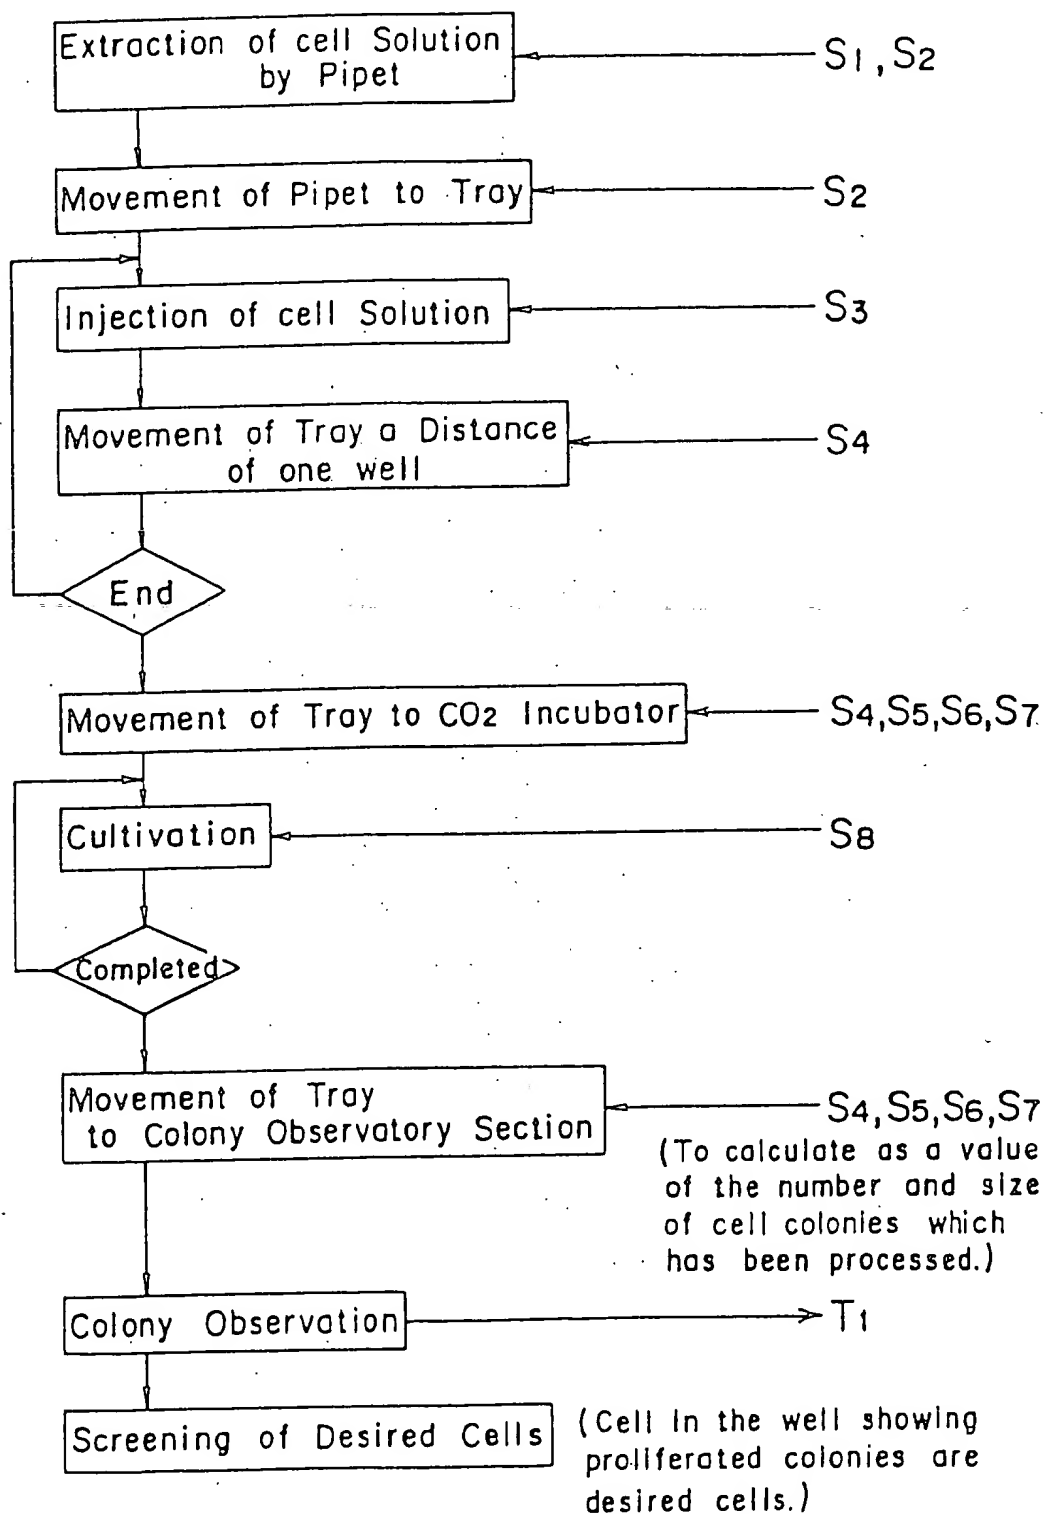 Extraction of cell Solution
by Pipet
S1, S2
Movement of Pipet to Tray
S2
Injection of cell Solution
S3
Movement of Tray a Distance
of one well
S4
End
Movement of Tray to CO2 Incubator
S4,S5,S6,S7
Cultivation
S8
Completed
Movement of Tray
to Colony Observatory Section
S4,S5,S6,S7
(To calculate as a value
of the number and size
of cell colonies which
has been processed.)
Colony Observation
T1
Screening of Desired Cells
(Cell in the well showing
proliferated colonies are
desired cells.)